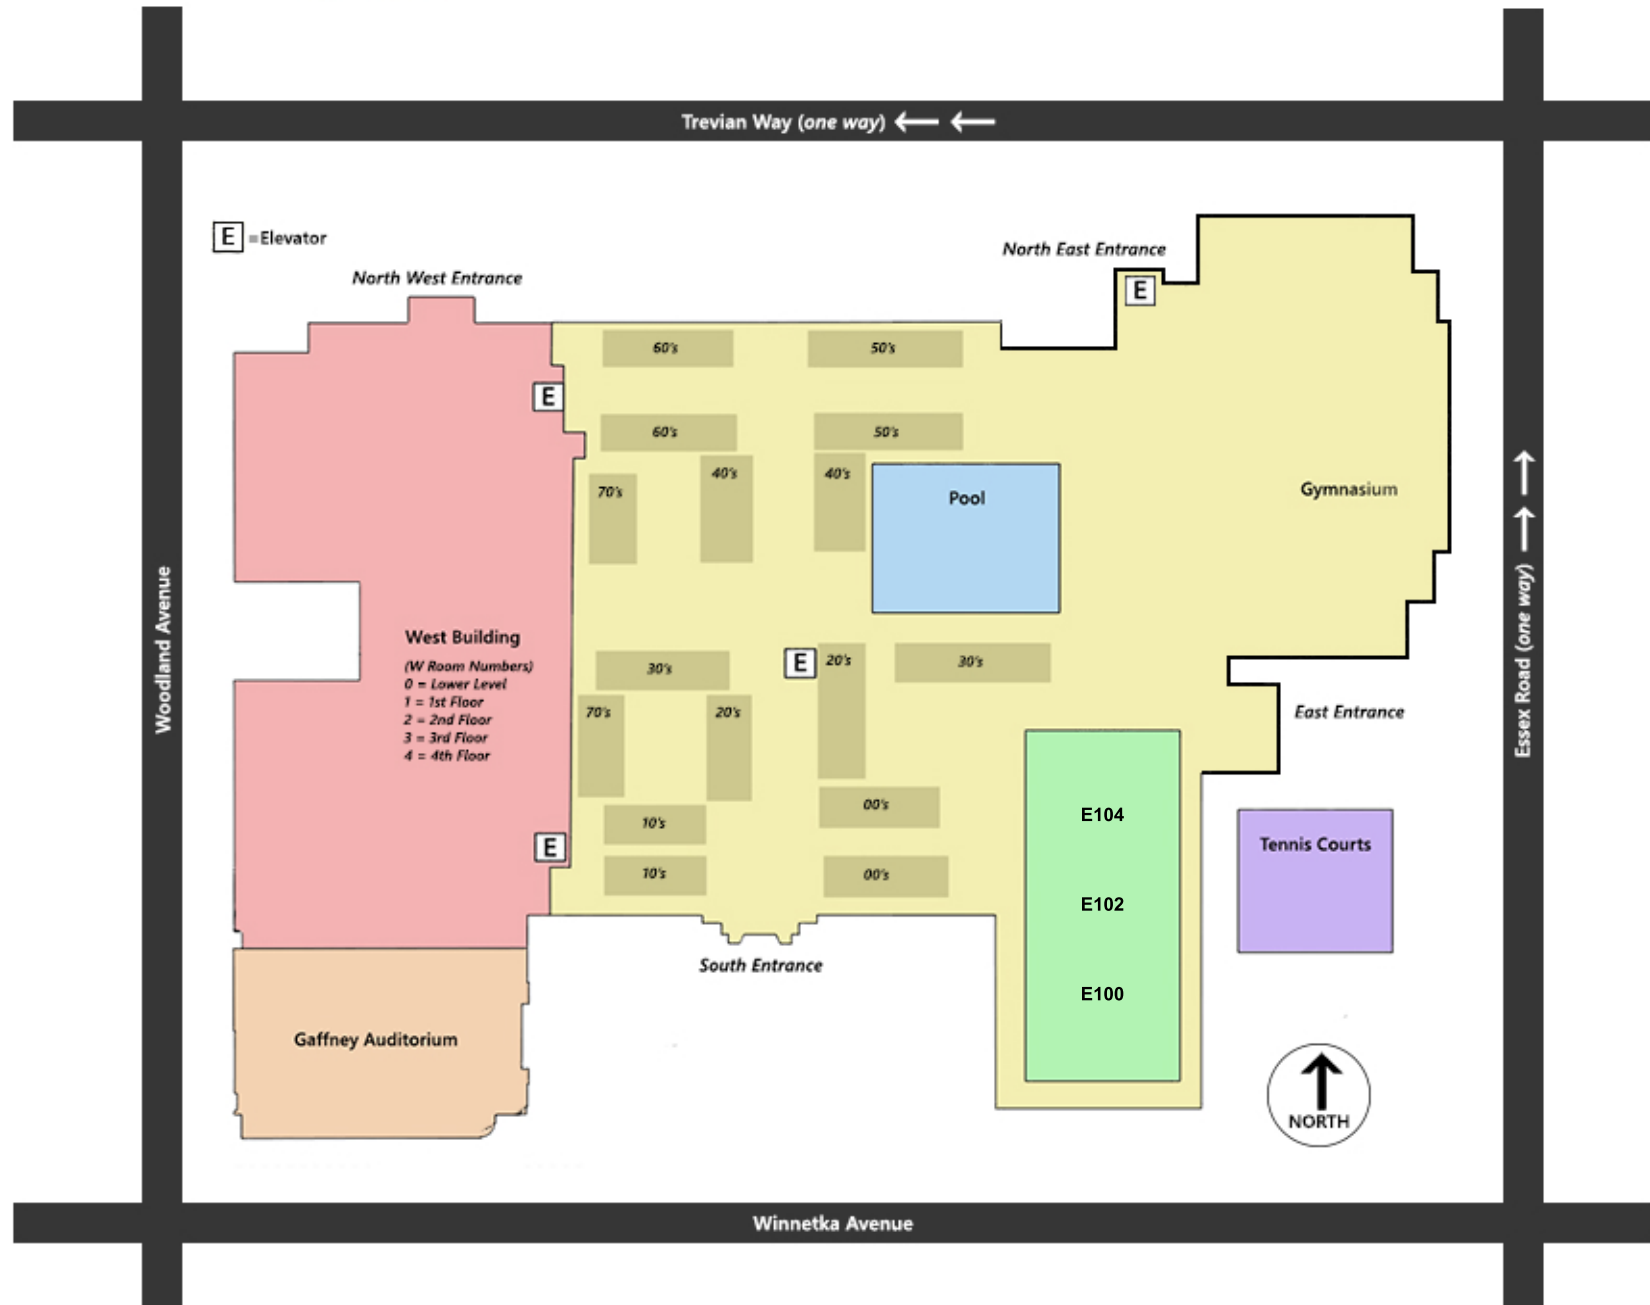 Trevian Way (one way)
E =Elevator
North West Entrance
North East Entrance
E
60's
50's
E
60's
50's
40's
40's
70's
Pool
Gymnasium
Woodland Avenue
West Building
(W Room Numbers)
0 = Lower Level
1 = 1st Floor
2 = 2nd Floor
3 = 3rd Floor
4 = 4th Floor
30's
E
20's
30's
70's
20's
East Entrance
Essex Road (one way)
00's
10's
E
10's
00's
E104
E102
E100
Tennis Courts
South Entrance
Gaffney Auditorium
NORTH
Winnetka Avenue